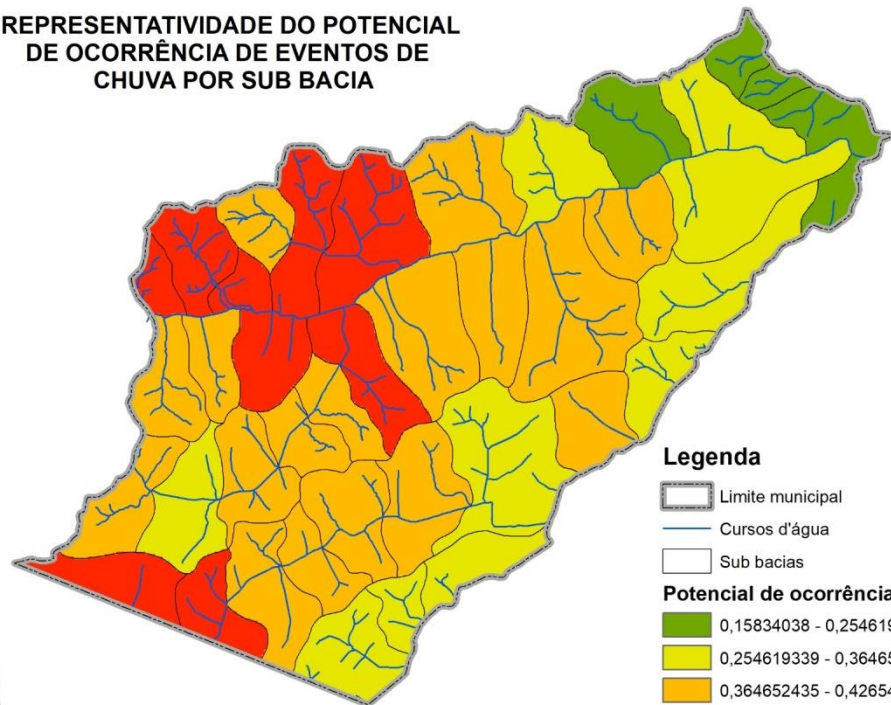 REPRESENTATIVIDADE DO POTENCIAL
DE OCORRÊNCIA DE EVENTOS DE
CHUVA POR SUB BACIA
Legenda
Limite municipal
Cursos d'água
Sub bacias
Potencial de ocorrência
0,15834038 - 0,254619
0,254619339 - 0,36465
0,364652435 - 0,42654